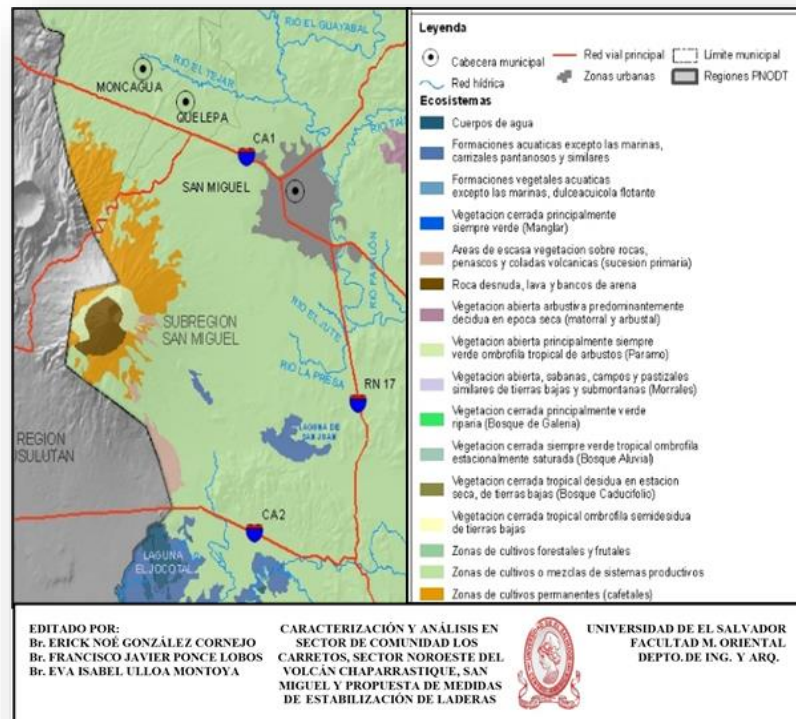 RIO EL GUAYABAL
RIO EL TEJAR
MONCAGUA
QUELEPA
CA1
SAN MIGUEL
RIO PAPALÓN
SUBREGION
SAN MIGUEL
RIO EL JUTE
RIO LA PRESA
RN 17
LAGUNA DE
SAN JUAN
REGION
USULUTAN
CA2
LAGUNA
EL JOCOTAL
Leyenda
Cabecera municipal
Red vial principal
Limite municipal
Red hídrica
Zonas urbanas
Regiones PNODT
Ecosistemas
Cuerpos de agua
Formaciones acuaticas excepto las marinas,
carrizales pantanosos y similares
Formaciones vegetales acuaticas
excepto las marinas, dulceacuicola flotante
Vegetacion cerrada principalmente
siempre verde (Manglar)
Areas de escasa vegetacion sobre rocas,
penascos y coladas volcanicas (sucesion primaria)
Roca desnuda, lava y bancos de arena
Vegetacion abierta arbustiva predominantemente
decidua en epoca seca (matorral y arbustal)
Vegetacion abierta principalmente siempre
verde ombrofila tropical de arbustos (Paramo)
Vegetacion abierta, sabanas, campos y pastizales
similares de tierras bajas y submontanas (Morrales)
Vegetacion cerrada principalmente verde
riparia (Bosque de Galeria)
Vegetacion cerrada siempre verde tropical ombrofila
estacionalmente saturada (Bosque Aluvial)
Vegetacion cerrada tropical desidua en estacion
seca, de tierras bajas (Bosque Caducifolio)
Vegetacion cerrada tropical ombrofila semidesidua
de tierras bajas
Zonas de cultivos forestales y frutales
Zonas de cultivos o mezclas de sistemas productivos
Zonas de cultivos permanentes (cafetales)
EDITADO POR:
Br. ERICK NOÉ GONZÁLEZ CORNEJO
Br. FRANCISCO JAVIER PONCE LOBOS
Br. EVA ISABEL ULLOA MONTOYA
CARACTERIZACIÓN Y ANÁLISIS EN
SECTOR DE COMUNIDAD LOS
CARRETOS, SECTOR NOROESTE DEL
VOLCÁN CHAPARRASTIQUE, SAN
MIGUEL Y PROPUESTA DE MEDIDAS
DE ESTABILIZACIÓN DE LADERAS
UNIVERSIDAD DE EL SALVADOR
FACULTAD M. ORIENTAL
DEPTO. DE ING. Y ARQ.